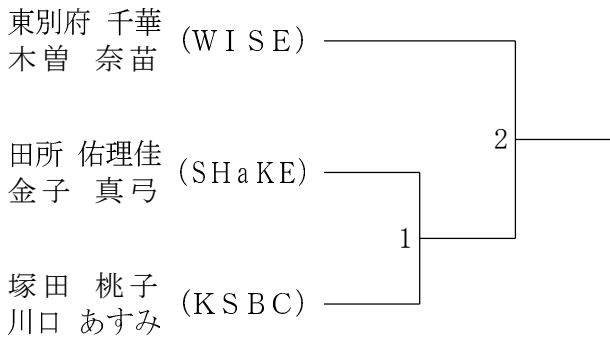 東別府 千華
木曽 奈苗
(WISE)
2
田所 佑理佳
金子 真弓
(SHaKE)
1
塚田 桃子
川口 あすみ
(KSBC)